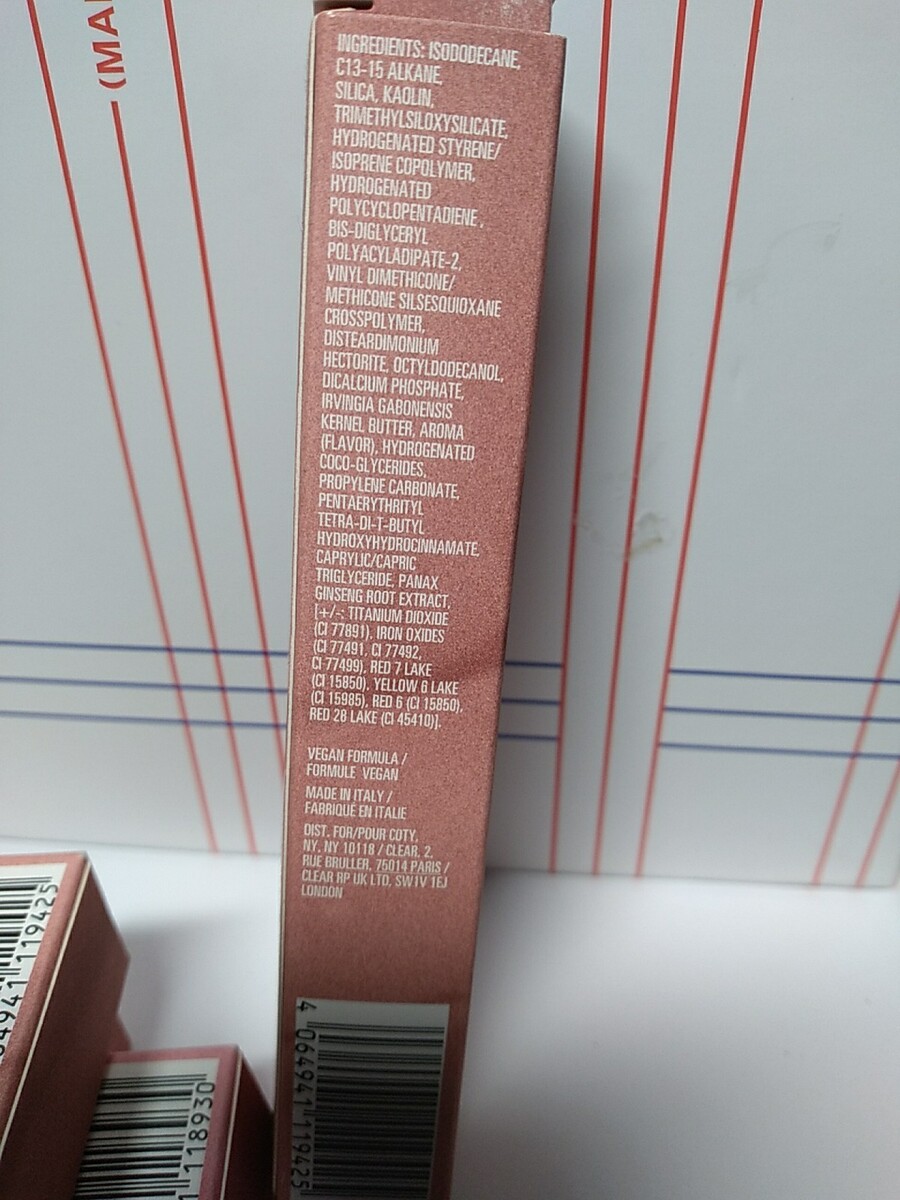 (MA
INGREDIENTS: ISODODECANE,
C13-15 ALKANE,
SILICA, KAOLIN,
TRIMETHYLSILOXYSILICATE,
HYDROGENATED STYRENE/
ISOPRENE COPOLYMER,
HYDROGENATED
POLYCYCLOPENTADIENE ,
BIS-DIGLYCERYL
POLYACYLADIPATE-2,
VINYL DIMETHICONE/
METHICONE SILSESQUIOXANE
CROSSPOLYMER,
DISTEARDIMONIUM
HECTORITE, OCTYLDODECANOL,
DICALCIUM PHOSPHATE,
IRVINGIA GABONENSIS
KERNEL BUTTER, AROMA
(FLAVOR), HYDROGENATED
COCO-GLYCERIDES,
PROPYLENE CARBONATE,
PENTAERYTHRITYL
TETRA-DI-T-BUTYL
HYDROXYHYDROCINNAMATE,
CAPRYLIC/CAPRIC
TRIGLYCERIDE, PANAX
GINSENG ROOT EXTRACT,
[+/-: TITANIUM DIOXIDE
(CI 77891), IRON OXIDES
(CI 77491, CI 77492,
CI 77499), RED 7 LAKE
(CI 15850), YELLOW 6 LAKE
(CI 15985), RED 6 (CI 15850),
RED 28 LAKE (CI 45410)].
VEGAN FORMULA /
FORMULE VEGAN
MADE IN ITALY /
FABRIQUÉ EN ITALIE
DIST. FOR/POUR COTY,
NY, NY 10118 / CLEAR, 2,
RUE BRULLER, 75014 PARIS /
CLEAR RP UK LTD, SW1V 1EJ
LONDON
4 064941 119425
64941 119425
118930